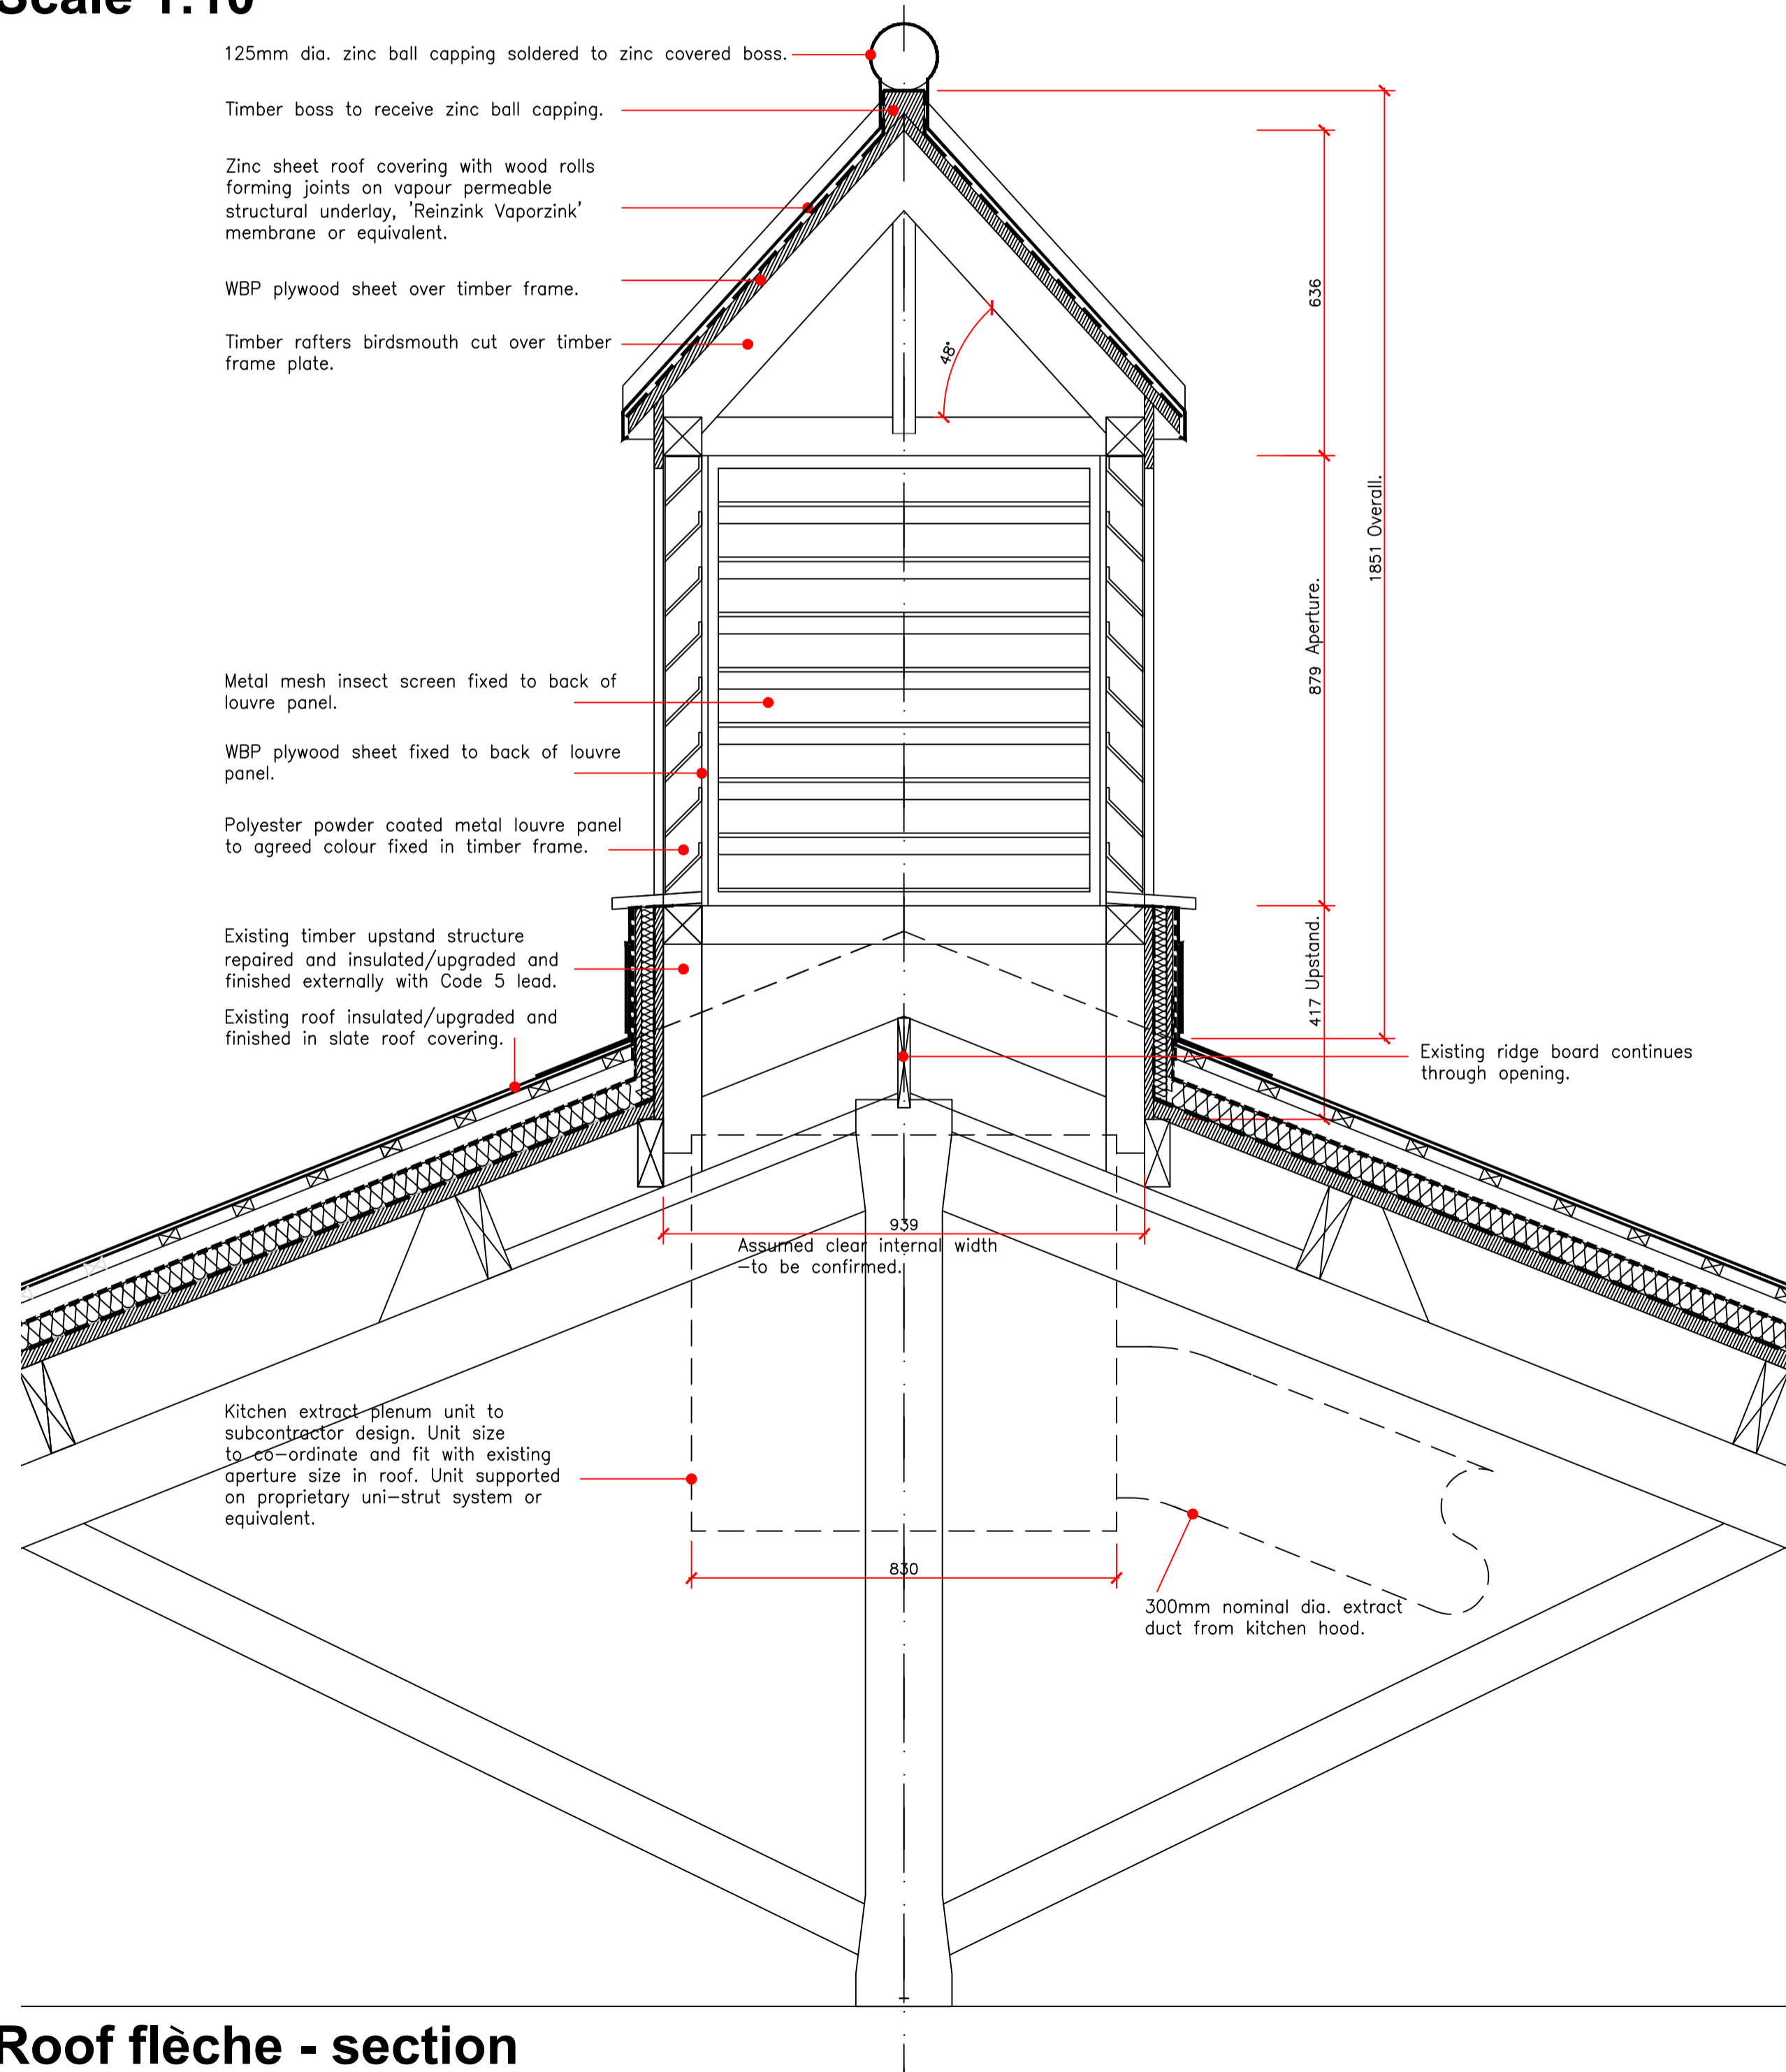 Scale 1:10
125mm dia. zinc ball capping soldered to zinc covered boss.
Timber boss to receive zinc ball capping.
Zinc sheet roof covering with wood rolls
forming joints on vapour permeable
structural underlay, 'Reinzink Vaporzink'
membrane or equivalent.
WBP plywood sheet over timber frame.
Timber rafters birdsmouth cut over timber
frame plate.
48°
636
1851 Overall.
879 Aperture.
Metal mesh insect screen fixed to back of
louvre panel.
WBP plywood sheet fixed to back of louvre
panel.
Polyester powder coated metal louvre panel
to agreed colour fixed in timber frame.
417 Upstand.
Existing timber upstand structure
repaired and insulated/upgraded and
finished externally with Code 5 lead.
Existing roof insulated/upgraded and
finished in slate roof covering.
Existing ridge board continues
through opening.
939
Assumed clear internal width
-to be confirmed.
Kitchen extract plenum unit to
subcontractor design. Unit size
to co-ordinate and fit with existing
aperture size in roof. Unit supported
on proprietary uni-strut system or
equivalent.
830
300mm nominal dia. extract
duct from kitchen hood.
Roof flèche - section